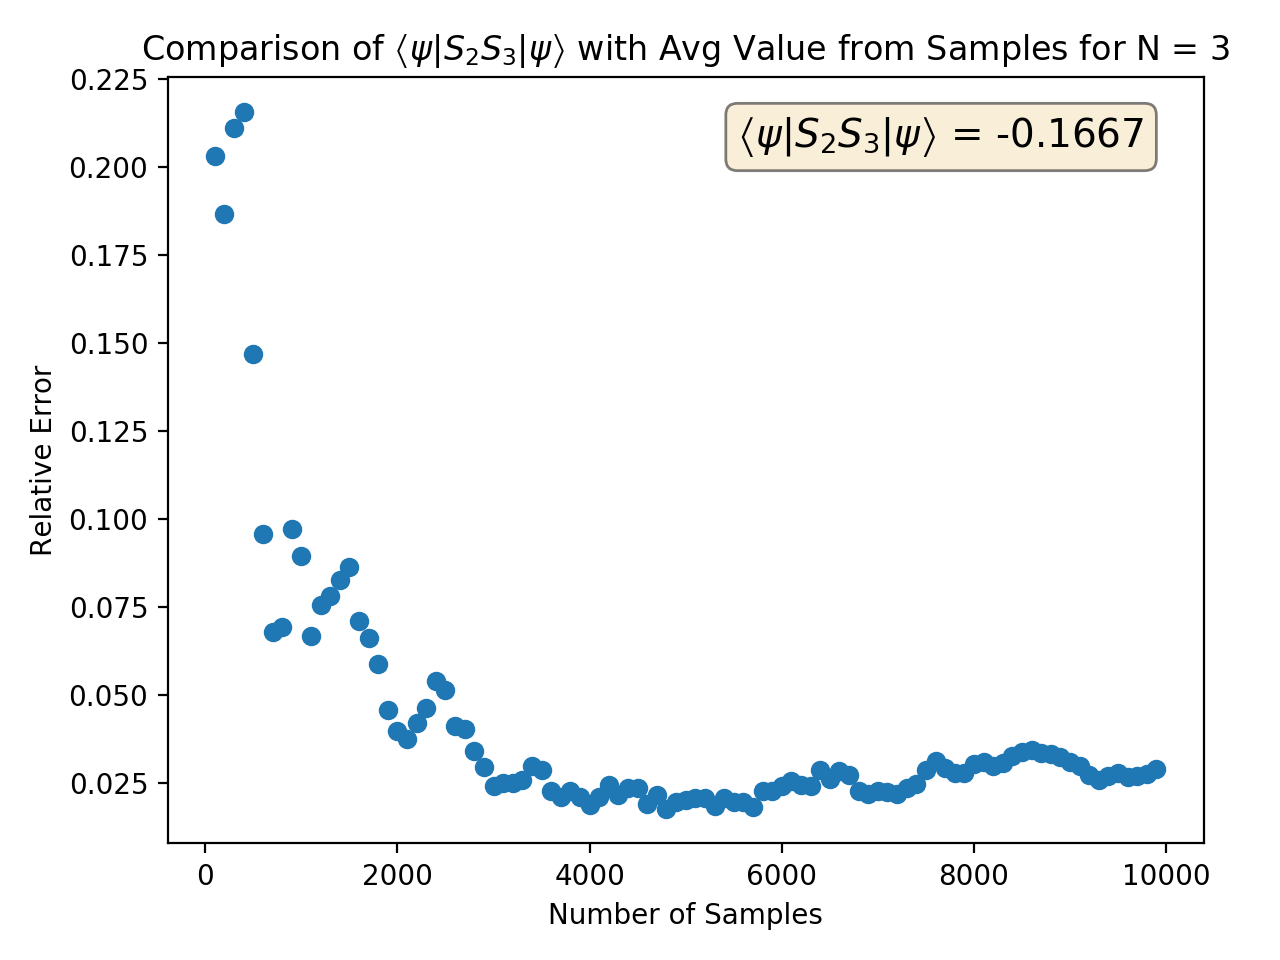 Comparison of ⟨ψ|S₂S₃|ψ⟩ with Avg Value from Samples for N = 3
⟨ψ|S₂S₃|ψ⟩ = -0.1667
0.225
0.200
0.175
0.150
0.125
0.100
0.075
0.050
0.025
Relative Error
0 2000 4000 6000 8000 10000
Number of Samples